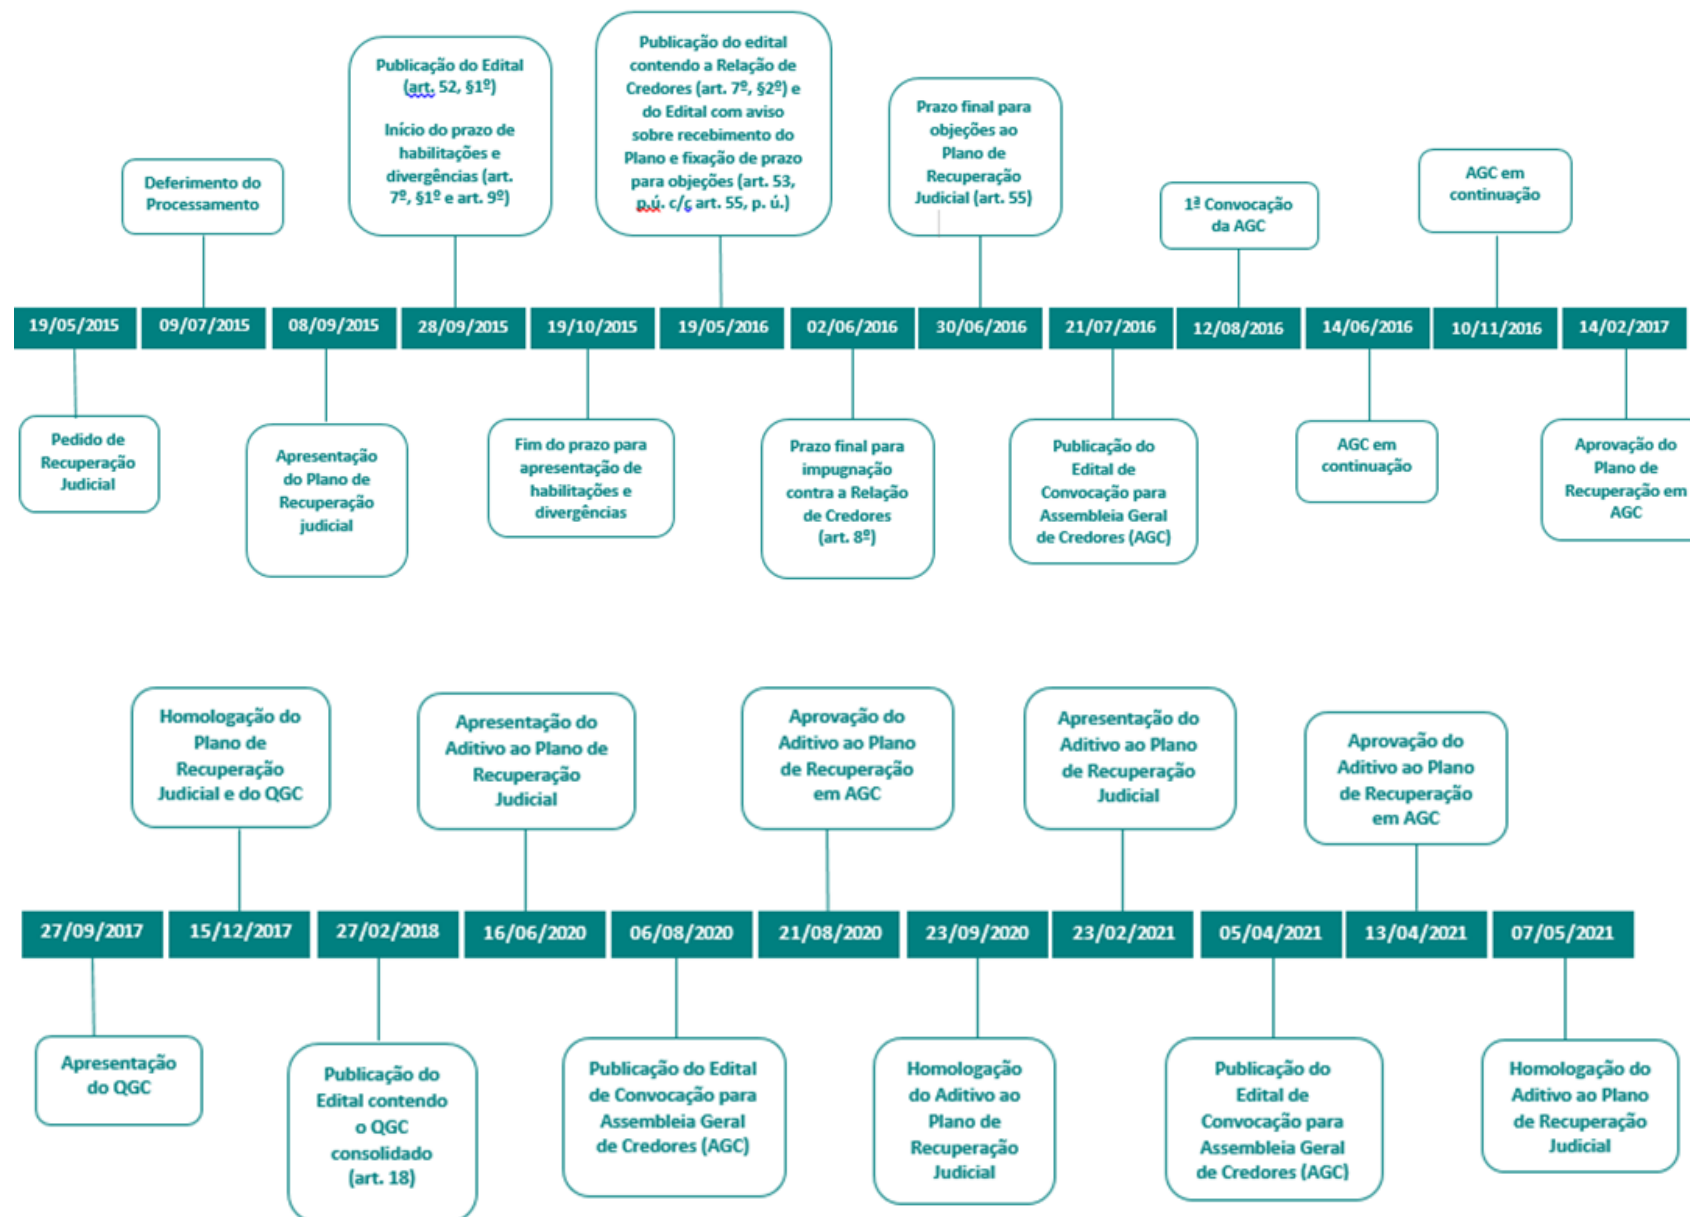 Publicação do Edital
(art. 52, §1º)
Início do prazo de
habilitações e
divergências (art.
7º, §1º e art. 9º)
Publicação do edital
contendo a Relação de
Credores (art. 7º, §2º) e
do Edital com aviso
sobre recebimento do
Plano e fixação de prazo
para objeções (art. 53,
p.ú. c/c art. 55, p. ú.)
Prazo final para
objeções ao
Plano de
Recuperação
Judicial (art. 55)
Deferimento do
Processamento
1ª Convocação
da AGC
AGC em
continuação
19/05/2015
09/07/2015
08/09/2015
28/09/2015
19/10/2015
19/05/2016
02/06/2016
30/06/2016
21/07/2016
12/08/2016
14/06/2016
10/11/2016
14/02/2017
Pedido de
Recuperação
Judicial
Apresentação
do Plano de
Recuperação
judicial
Fim do prazo para
apresentação de
habilitações e
divergências
Prazo final para
impugnação
contra a Relação
de Credores
(art. 8º)
Publicação do
Edital de
Convocação para
Assembleia Geral
de Credores (AGC)
AGC em
continuação
Aprovação do
Plano de
Recuperação em
AGC
Homologação do
Plano de
Recuperação
Judicial e do QGC
Apresentação do
Aditivo ao Plano de
Recuperação
Judicial
Aprovação do
Aditivo ao Plano
de Recuperação
em AGC
Apresentação do
Aditivo ao Plano
de Recuperação
Judicial
Aprovação do
Aditivo ao Plano
de Recuperação
em AGC
27/09/2017
15/12/2017
27/02/2018
16/06/2020
06/08/2020
21/08/2020
23/09/2020
23/02/2021
05/04/2021
13/04/2021
07/05/2021
Apresentação
do QGC
Publicação do
Edital contendo
o QGC
consolidado
(art. 18)
Publicação do Edital
de Convocação para
Assembleia Geral
de Credores (AGC)
Homologação
do Aditivo ao
Plano de
Recuperação
Judicial
Publicação do
Edital de
Convocação para
Assembleia Geral
de Credores (AGC)
Homologação do
Aditivo ao Plano
de Recuperação
Judicial